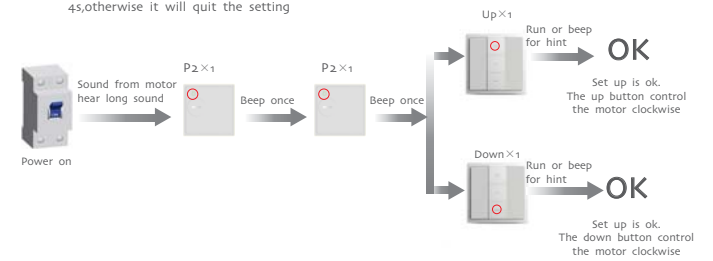 4s,otherwise it will quit the setting
Up×1
Run or beep
for hint
OK
Set up is ok.
The up button control
the motor clockwise
Sound from motor
hear long sound
P2×1
Beep once
P2×1
Beep once
Power on
Down×1
Run or beep
for hint
OK
Set up is ok.
The down button control
the motor clockwise